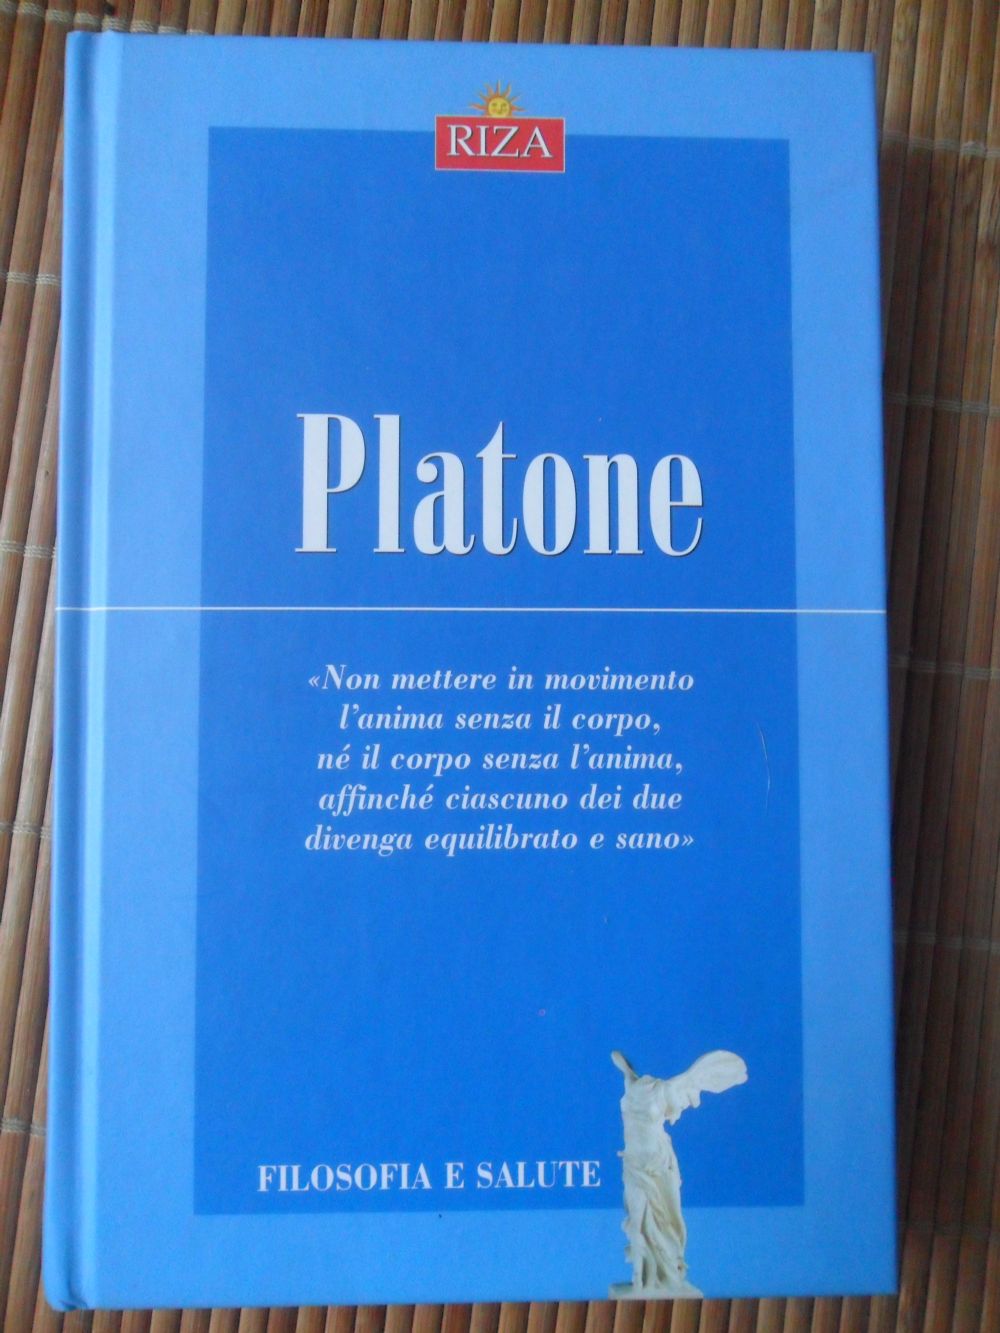 RIZA
Platone
«Non mettere in movimento
l'anima senza il corpo,
né il corpo senza l'anima,
affinché ciascuno dei due
divenga equilibrato e sano»
FILOSOFIA E SALUTE